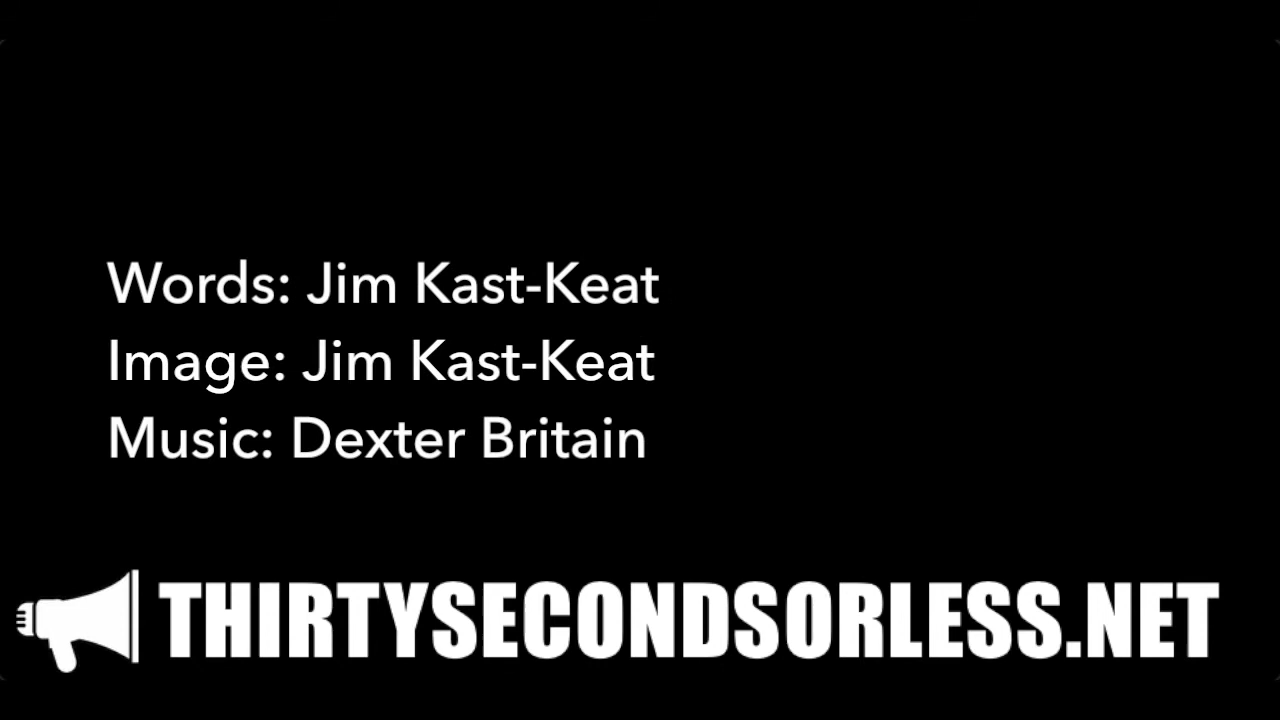 Words: Jim Kast-Keat
Image: Jim Kast-Keat
Music: Dexter Britain
THIRTYSECONDSORLESS.NET